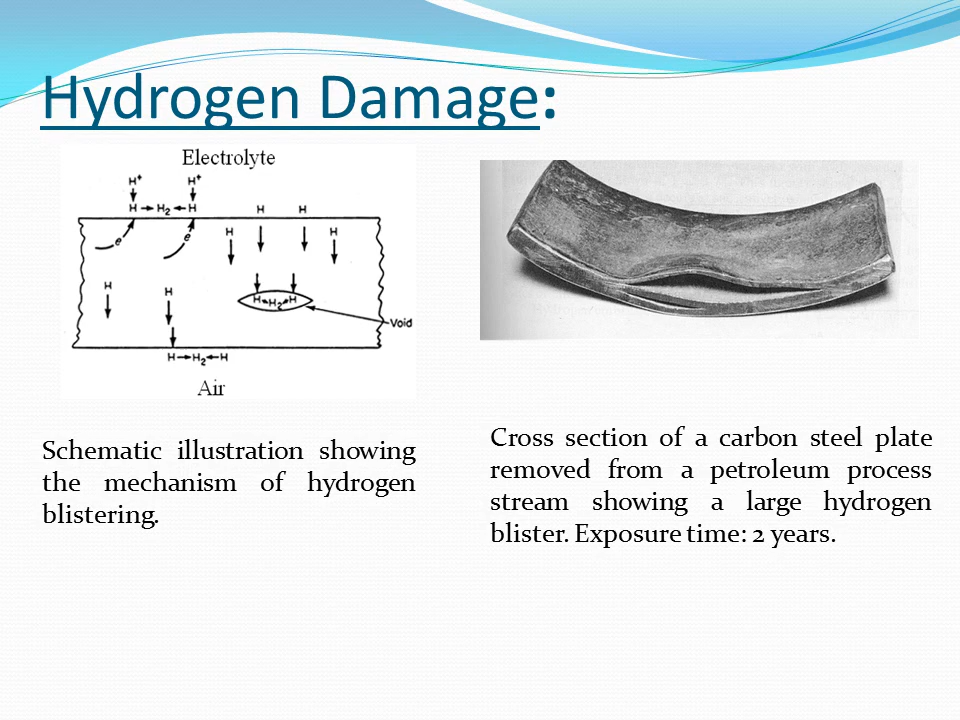 Hydrogen Damage:
Electrolyte
H⁺ H⁺
H → H₂ ← H H H
e e H H
H H
H → H₂ ← H
Void
H → H₂ ← H
Air
Schematic illustration showing
the mechanism of hydrogen
blistering.
Cross section of a carbon steel plate
removed from a petroleum process
stream showing a large hydrogen
blister. Exposure time: 2 years.